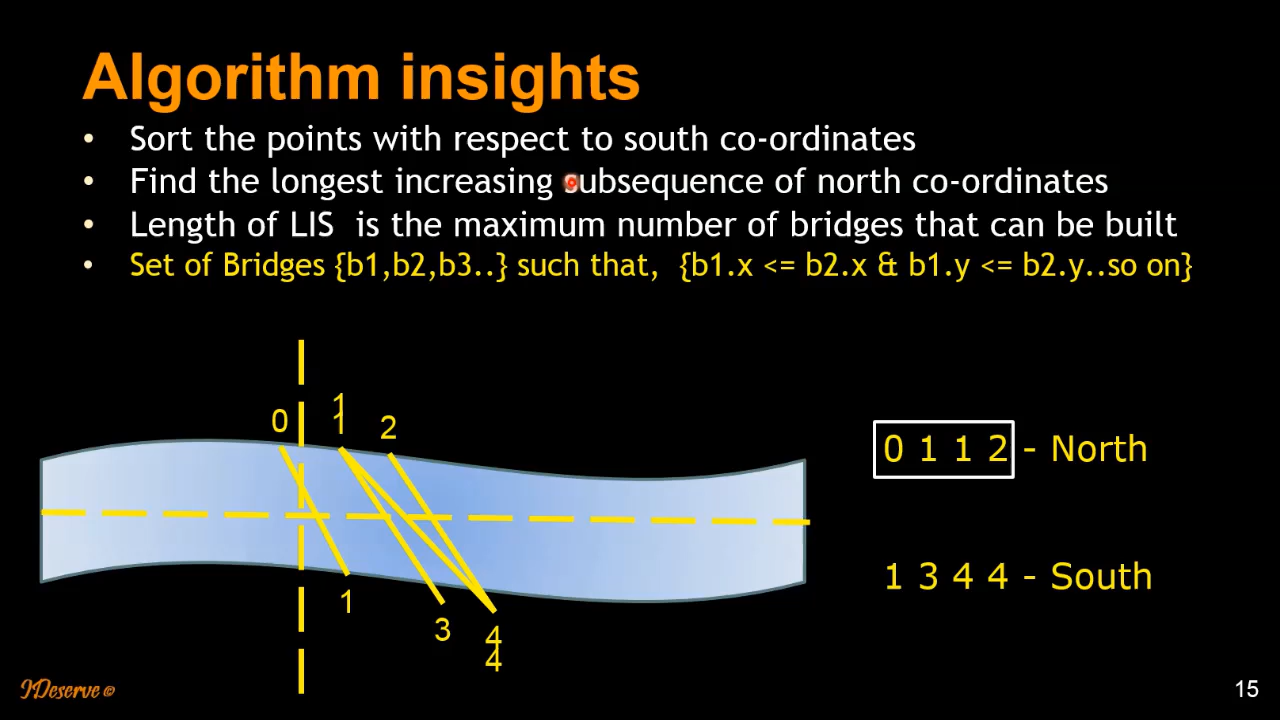 Algorithm insights
• Sort the points with respect to south co-ordinates
• Find the longest increasing subsequence of north co-ordinates
• Length of LIS is the maximum number of bridges that can be built
• Set of Bridges {b1,b2,b3..} such that, {b1.x <= b2.x & b1.y <= b2.y..so on}
1
0 1 2
0 1 1 2 - North
1 3 4 4 - South
1 3 4
4
JDeserve ©
15